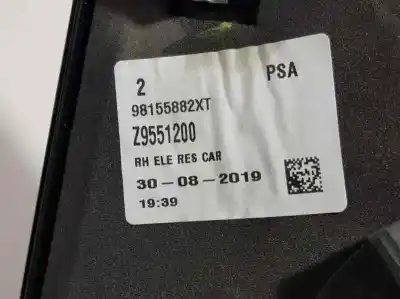 2 PSA
98155882XT
Z9551200
RH ELE RES CAR
30-08-2019
19:39